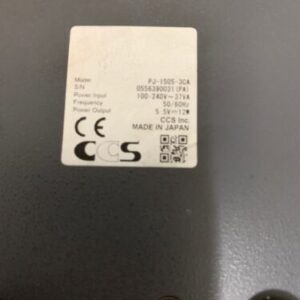 Model PJ-1505-3CA
S/N 0556390031(PA)
Power Input 100-240V~37VA
Frequency 50/60Hz
Power Output 5.5V⎓12W
CCS Inc.
MADE IN JAPAN
CE
CCS